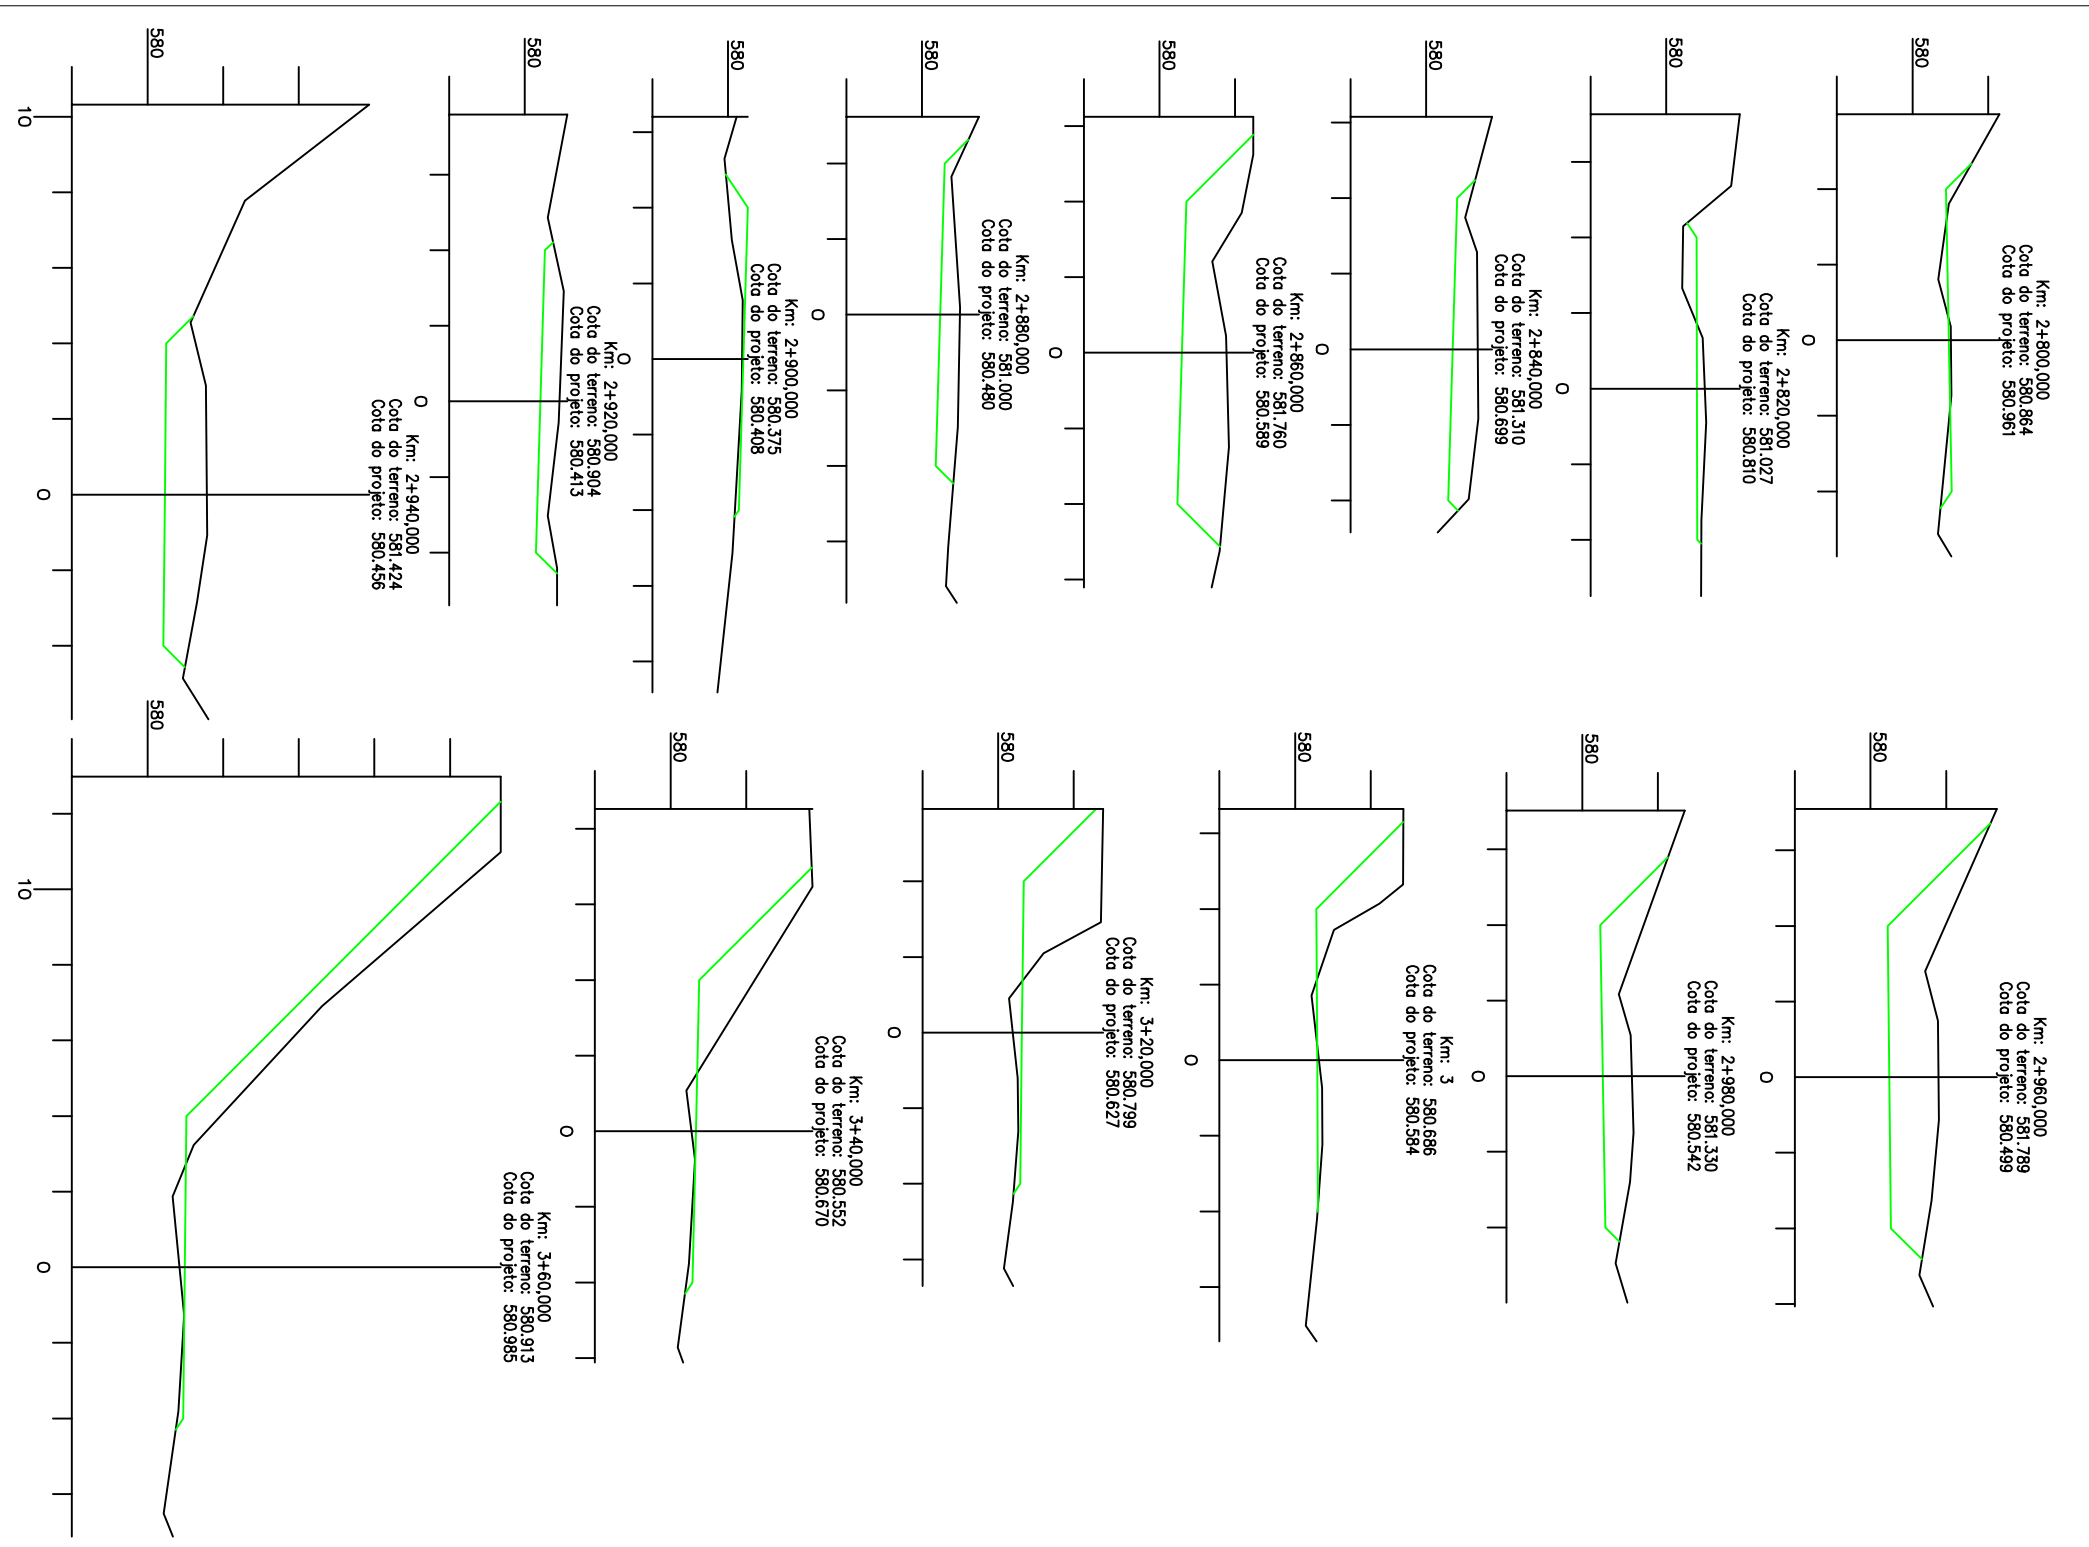 580
0
Km: 2+800,000
Cota do terreno: 580.864
Cota do projeto: 580.961
580
0
Km: 2+820,000
Cota do terreno: 581.027
Cota do projeto: 580.810
580
0
Km: 2+840,000
Cota do terreno: 581.310
Cota do projeto: 580.699
580
0
Km: 2+860,000
Cota do terreno: 581.760
Cota do projeto: 580.589
580
0
Km: 2+880,000
Cota do terreno: 581.000
Cota do projeto: 580.480
580
0
Km: 2+900,000
Cota do terreno: 580.375
Cota do projeto: 580.408
580
0
Km: 2+920,000
Cota do terreno: 580.904
Cota do projeto: 580.413
580
10
0
Km: 2+940,000
Cota do terreno: 581.424
Cota do projeto: 580.456
580
0
Km: 2+960,000
Cota do terreno: 581.789
Cota do projeto: 580.499
580
0
Km: 2+980,000
Cota do terreno: 581.330
Cota do projeto: 580.542
580
0
Km: 3
Cota do terreno: 580.686
Cota do projeto: 580.584
580
0
Km: 3+20,000
Cota do terreno: 580.799
Cota do projeto: 580.627
580
0
Km: 3+40,000
Cota do terreno: 580.552
Cota do projeto: 580.670
580
10
0
Km: 3+60,000
Cota do terreno: 580.913
Cota do projeto: 580.985